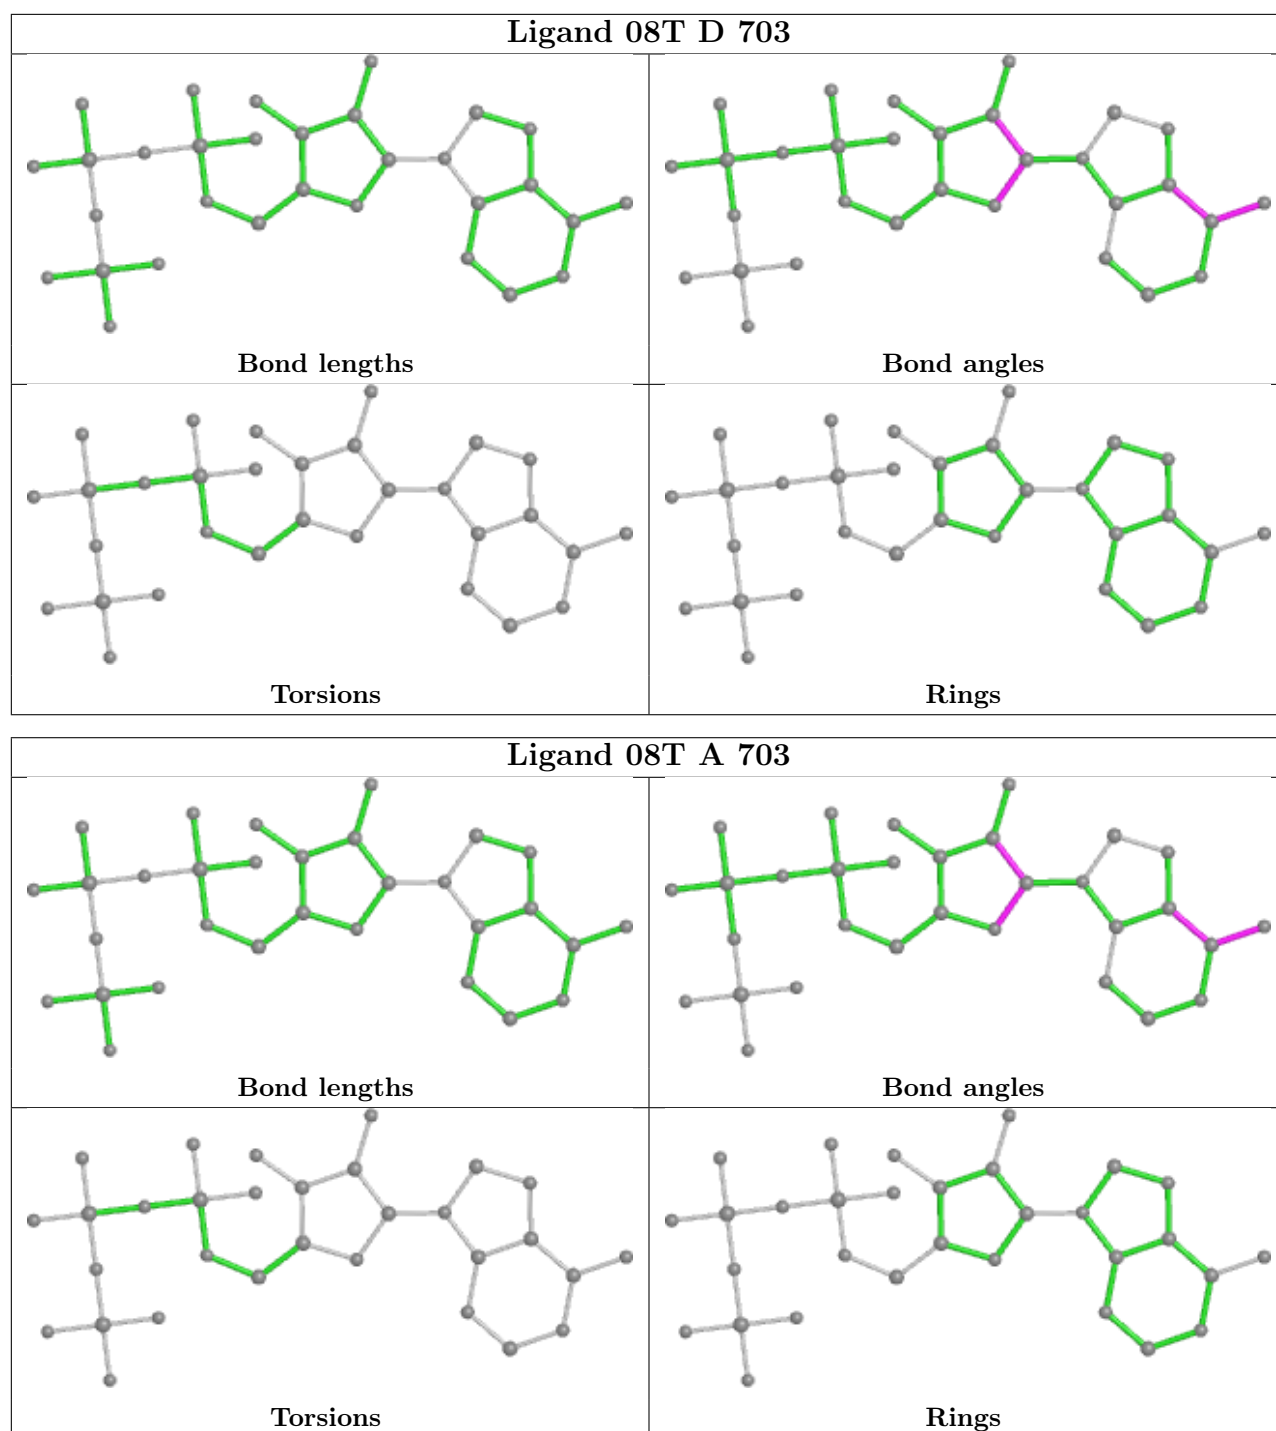 Ligand 08T D 703
Bond lengths
Bond angles
Torsions
Rings
Ligand 08T A 703
Bond lengths
Bond angles
Torsions
Rings